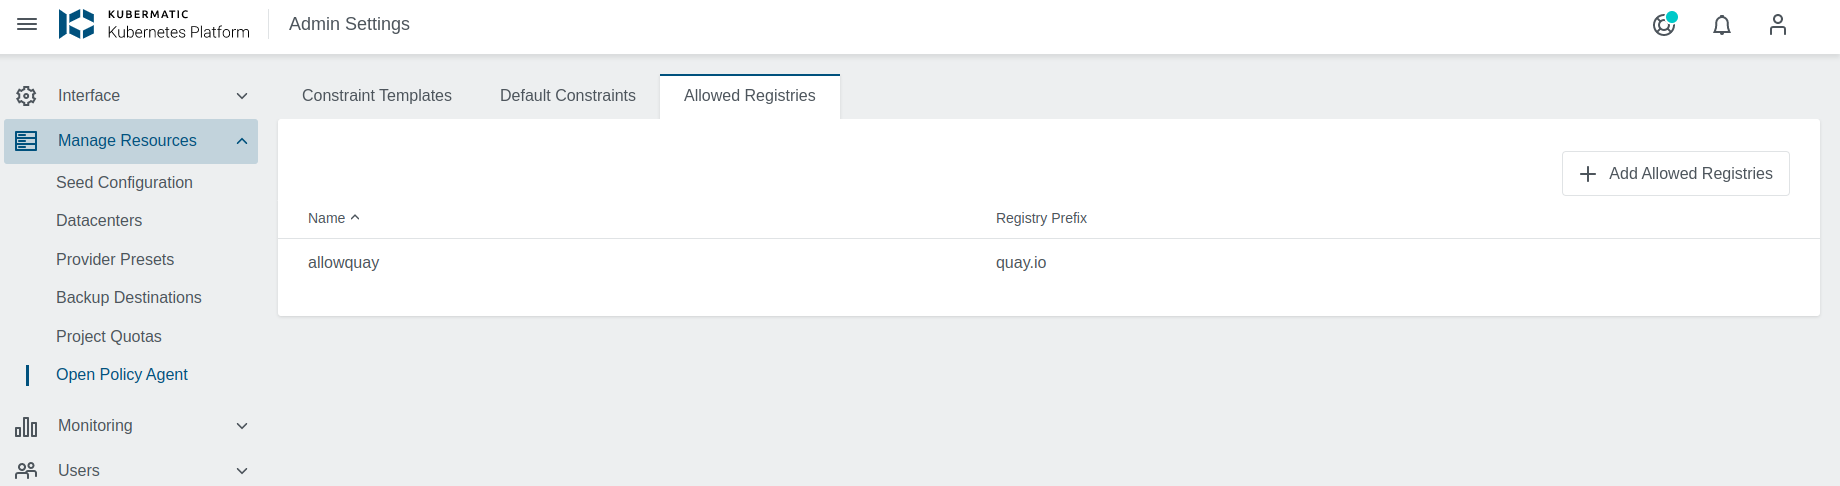 KUBERMATIC
Kubernetes Platform
Admin Settings
Interface
Manage Resources
Seed Configuration
Datacenters
Provider Presets
Backup Destinations
Project Quotas
Open Policy Agent
Monitoring
Users
Constraint Templates
Default Constraints
Allowed Registries
Add Allowed Registries
Name
Registry Prefix
allowquay
quay.io